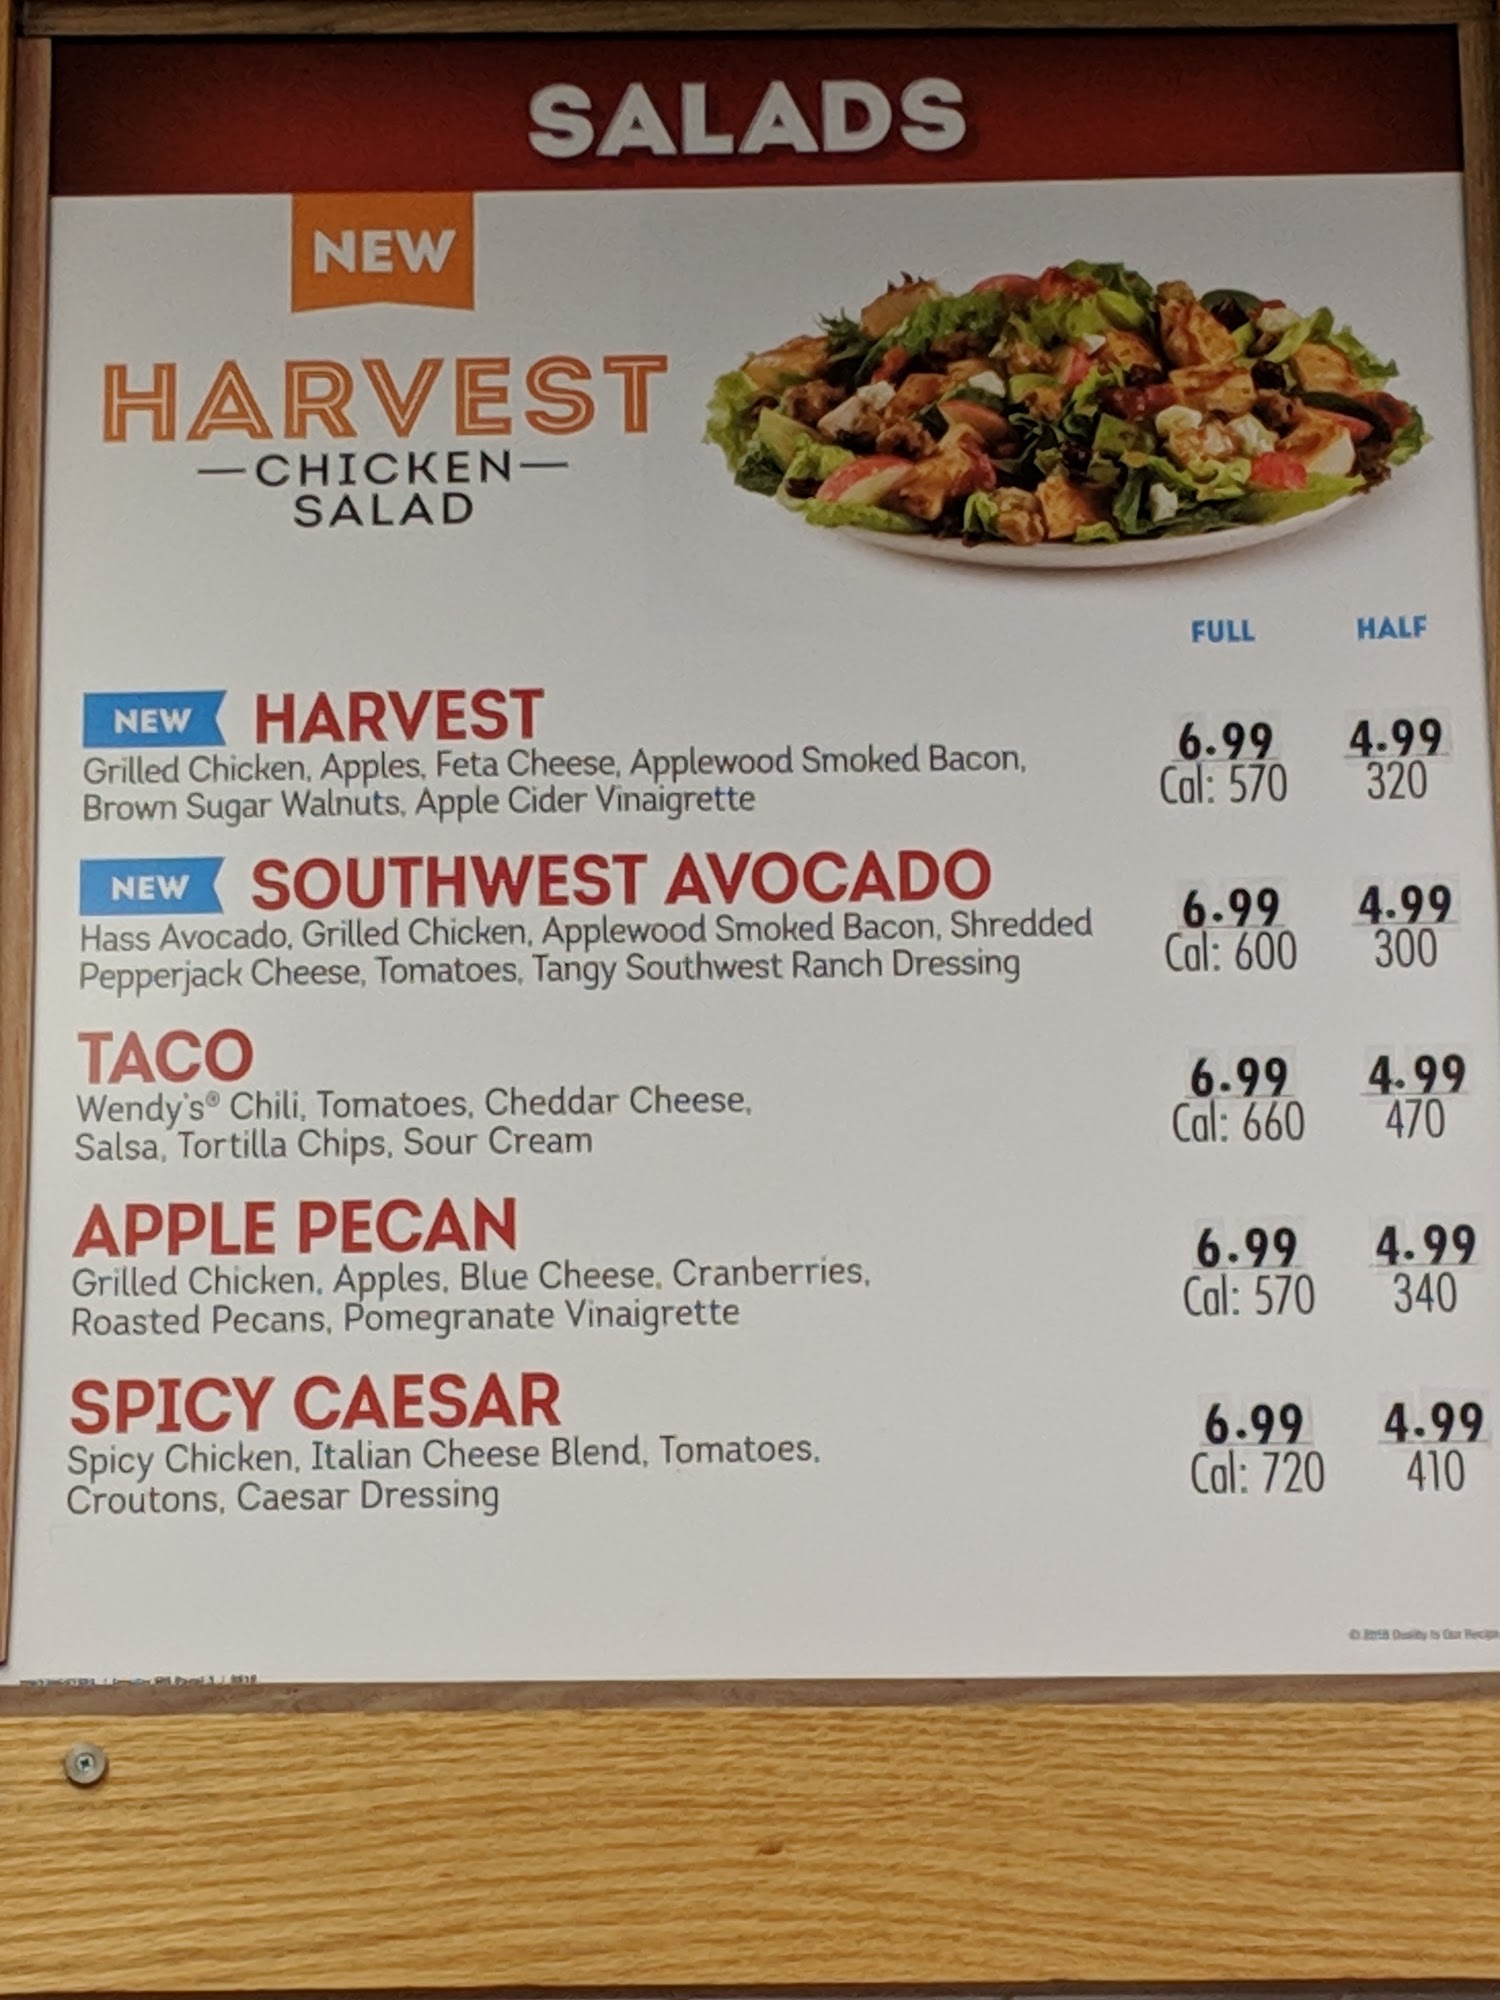 SALADS
NEW
HARVEST
CHICKEN
SALAD
FULL HALF
NEW HARVEST
Grilled Chicken, Apples, Feta Cheese, Applewood Smoked Bacon,
Brown Sugar Walnuts, Apple Cider Vinaigrette
6.99 4.99
Cal: 570 320
NEW SOUTHWEST AVOCADO
Hass Avocado, Grilled Chicken, Applewood Smoked Bacon, Shredded
Pepperjack Cheese, Tomatoes, Tangy Southwest Ranch Dressing
6.99 4.99
Cal: 600 300
TACO
Wendy's® Chili, Tomatoes, Cheddar Cheese,
Salsa, Tortilla Chips, Sour Cream
6.99 4.99
Cal: 660 470
APPLE PECAN
Grilled Chicken, Apples, Blue Cheese, Cranberries,
Roasted Pecans, Pomegranate Vinaigrette
6.99 4.99
Cal: 570 340
SPICY CAESAR
Spicy Chicken, Italian Cheese Blend, Tomatoes,
Croutons, Caesar Dressing
6.99 4.99
Cal: 720 410
© 2018 Quality Is Our Recipe